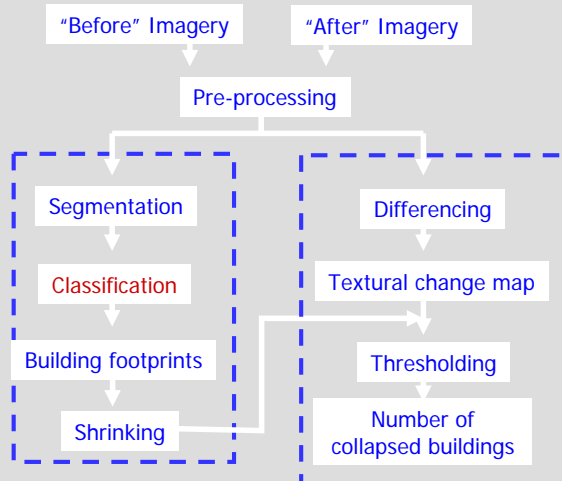 “Before” Imagery
“After” Imagery
Pre-processing
Segmentation
Classification
Building footprints
Shrinking
Differencing
Textural change map
Thresholding
Number of
collapsed buildings